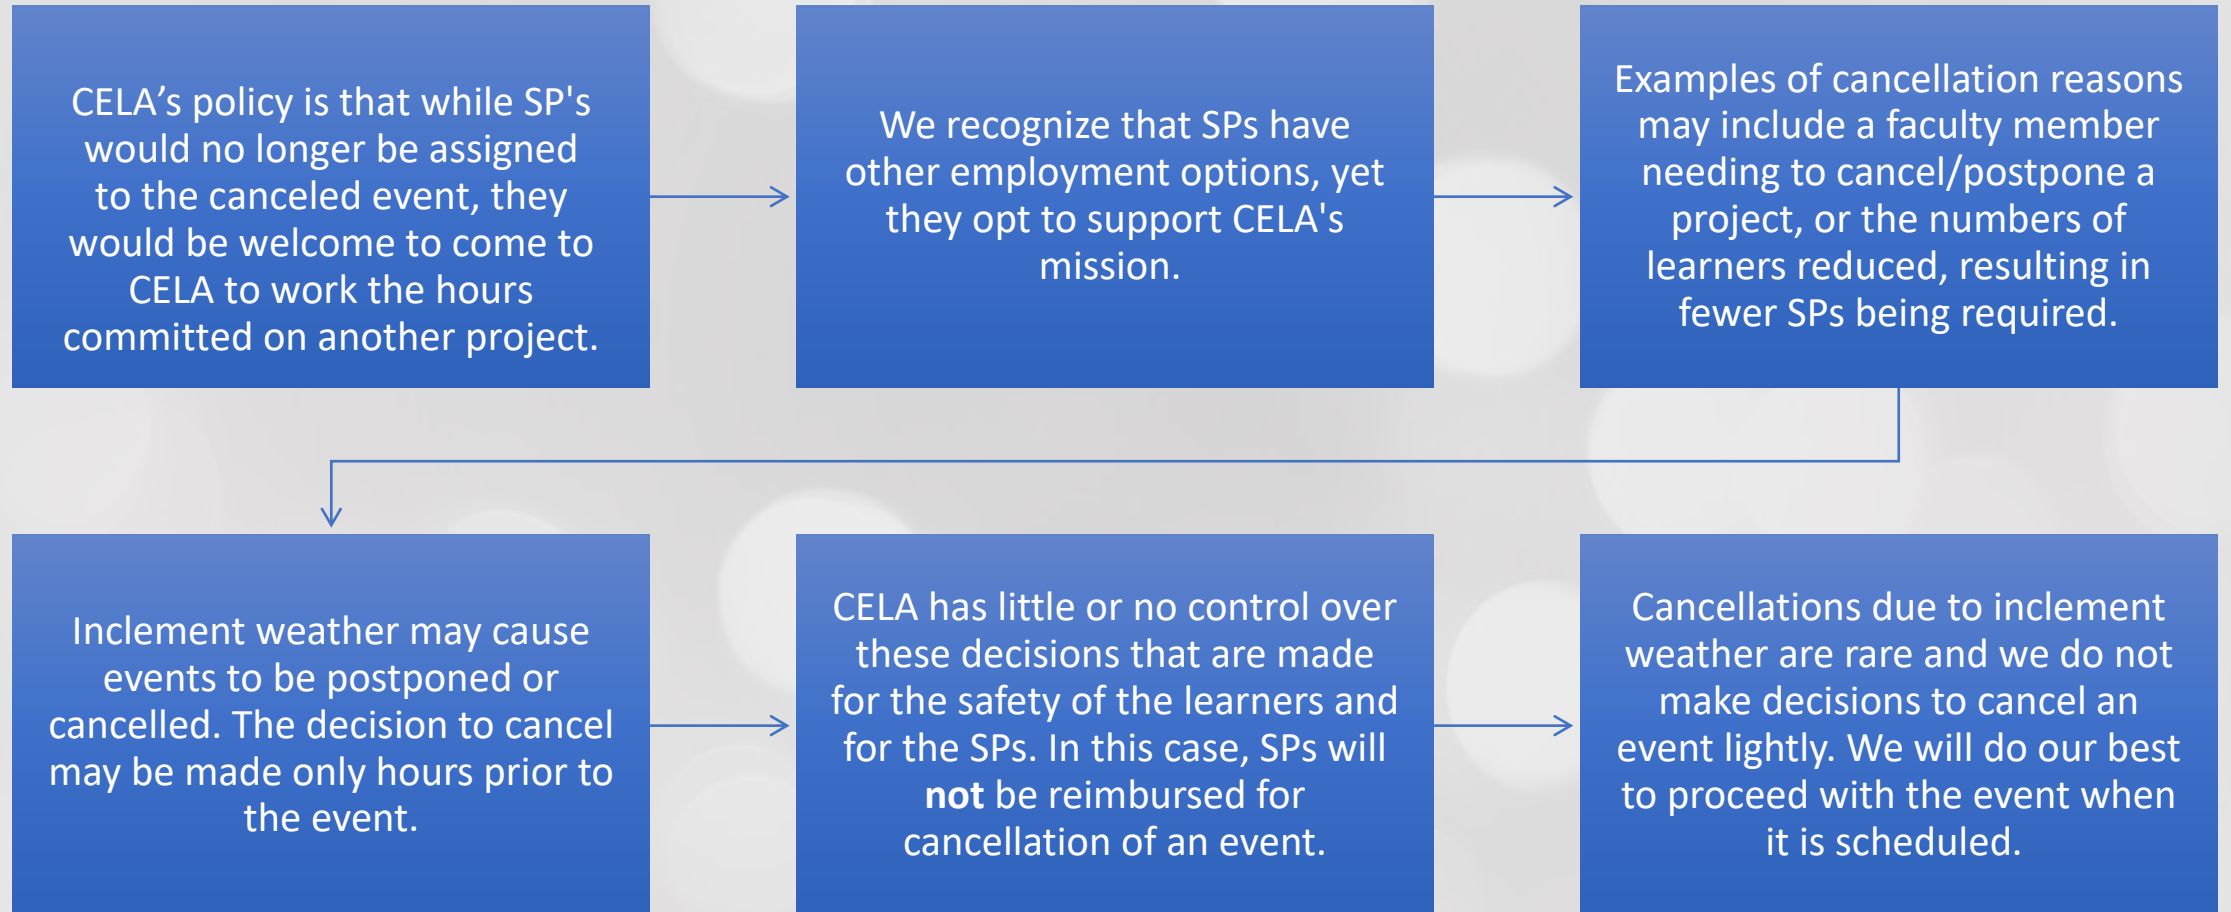 CELA’s policy is that while SP's
would no longer be assigned
to the canceled event, they
would be welcome to come to
CELA to work the hours
committed on another project.
We recognize that SPs have
other employment options, yet
they opt to support CELA's
mission.
Examples of cancellation reasons
may include a faculty member
needing to cancel/postpone a
project, or the numbers of
learners reduced, resulting in
fewer SPs being required.
Inclement weather may cause
events to be postponed or
cancelled. The decision to cancel
may be made only hours prior to
the event.
CELA has little or no control over
these decisions that are made
for the safety of the learners and
for the SPs. In this case, SPs will
not be reimbursed for
cancellation of an event.
Cancellations due to inclement
weather are rare and we do not
make decisions to cancel an
event lightly. We will do our best
to proceed with the event when
it is scheduled.